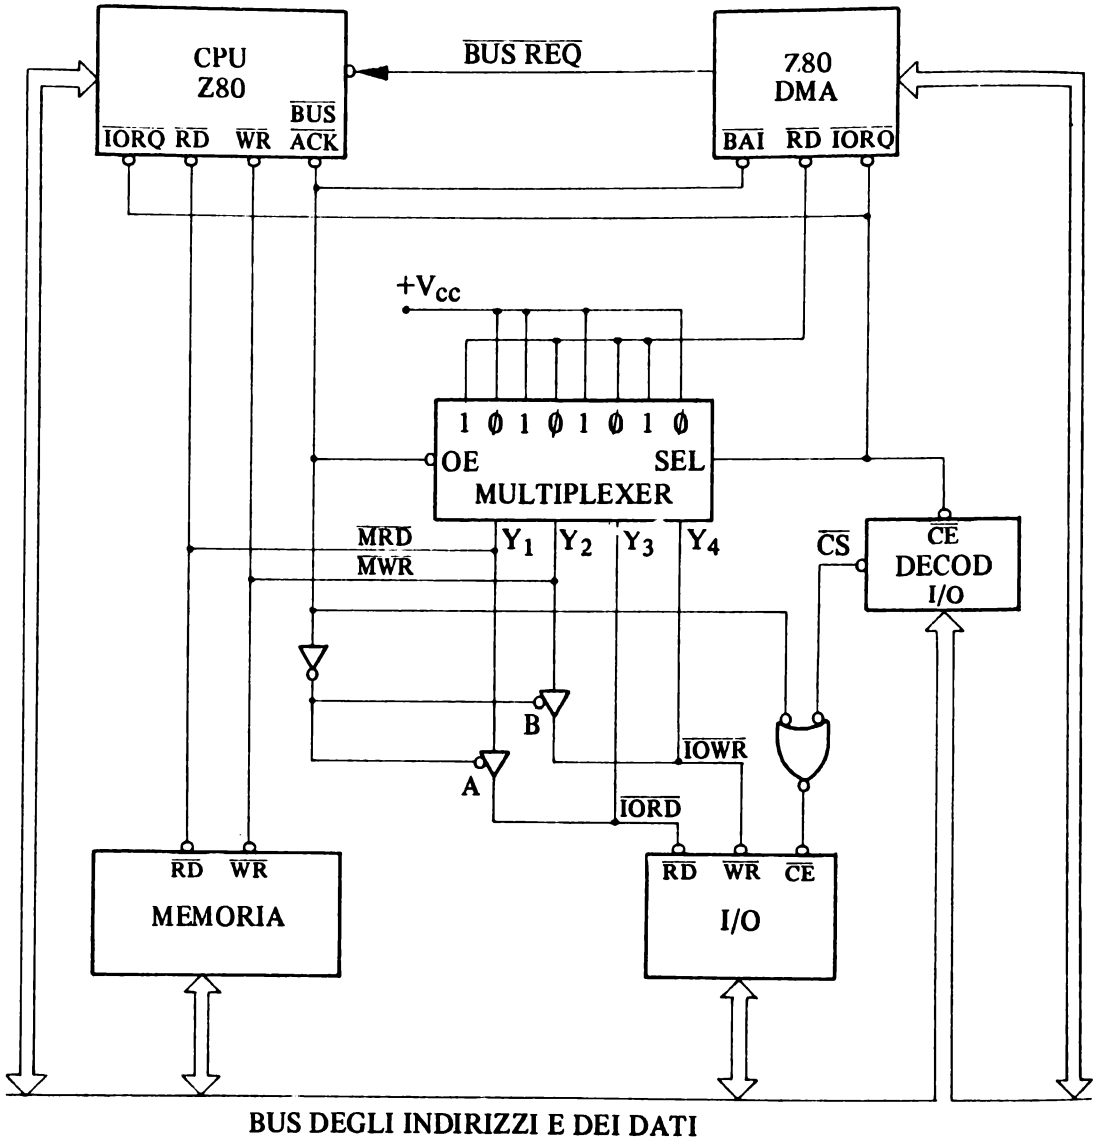 CPU
Z80
BUS
IORQ RD WR ACK
BUS REQ
Z80
DMA
BAI RD IORQ
+Vcc
1 0 1 0 1 0 1 0
OE SEL
MULTIPLEXER
MRD
MWR
Y1 Y2 Y3 Y4
CS
CE
DECOD
I/O
B
A
IOWR
IORD
RD WR
MEMORIA
RD WR CE
I/O
BUS DEGLI INDIRIZZI E DEI DATI